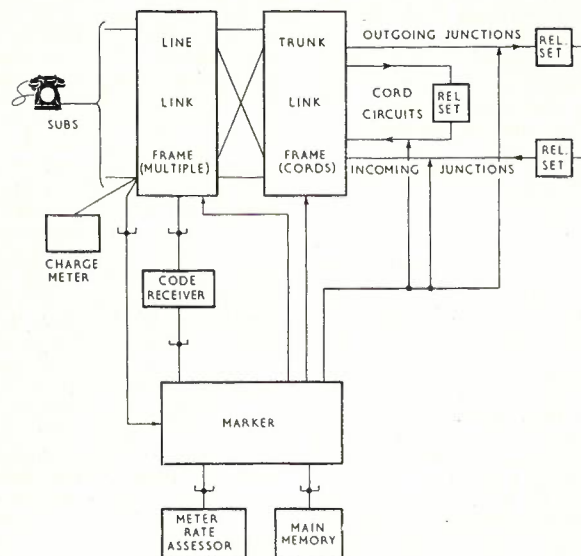 LINE
LINK
FRAME
(MULTIPLE)
TRUNK
LINK
FRAME
(CORDS)
OUTGOING JUNCTIONS
REL.
SET
CORD
CIRCUITS
REL
SET
REL.
SET
INCOMING JUNCTIONS
SUBS
CHARGE
METER
CODE
RECEIVER
MARKER
METER
RATE
ASSESSOR
MAIN
MEMORY